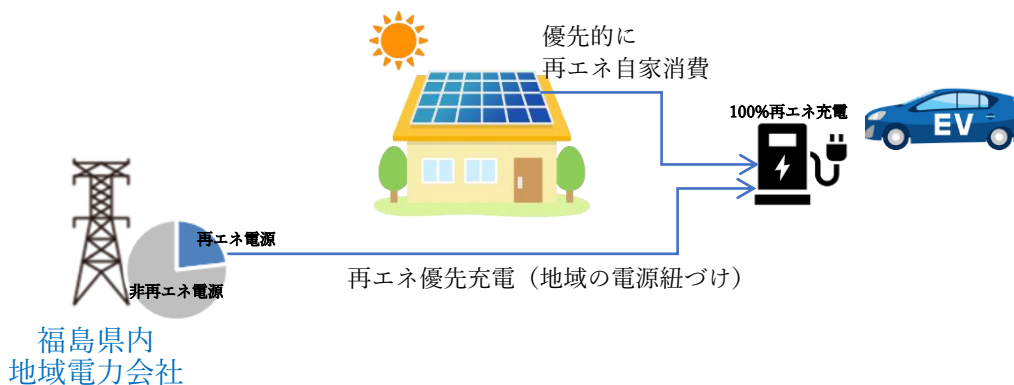 優先的に
再エネ自家消費
100%再エネ充電
EV
再エネ電源
非再エネ電源
再エネ優先充電（地域の電源紐づけ）
福島県内
地域電力会社